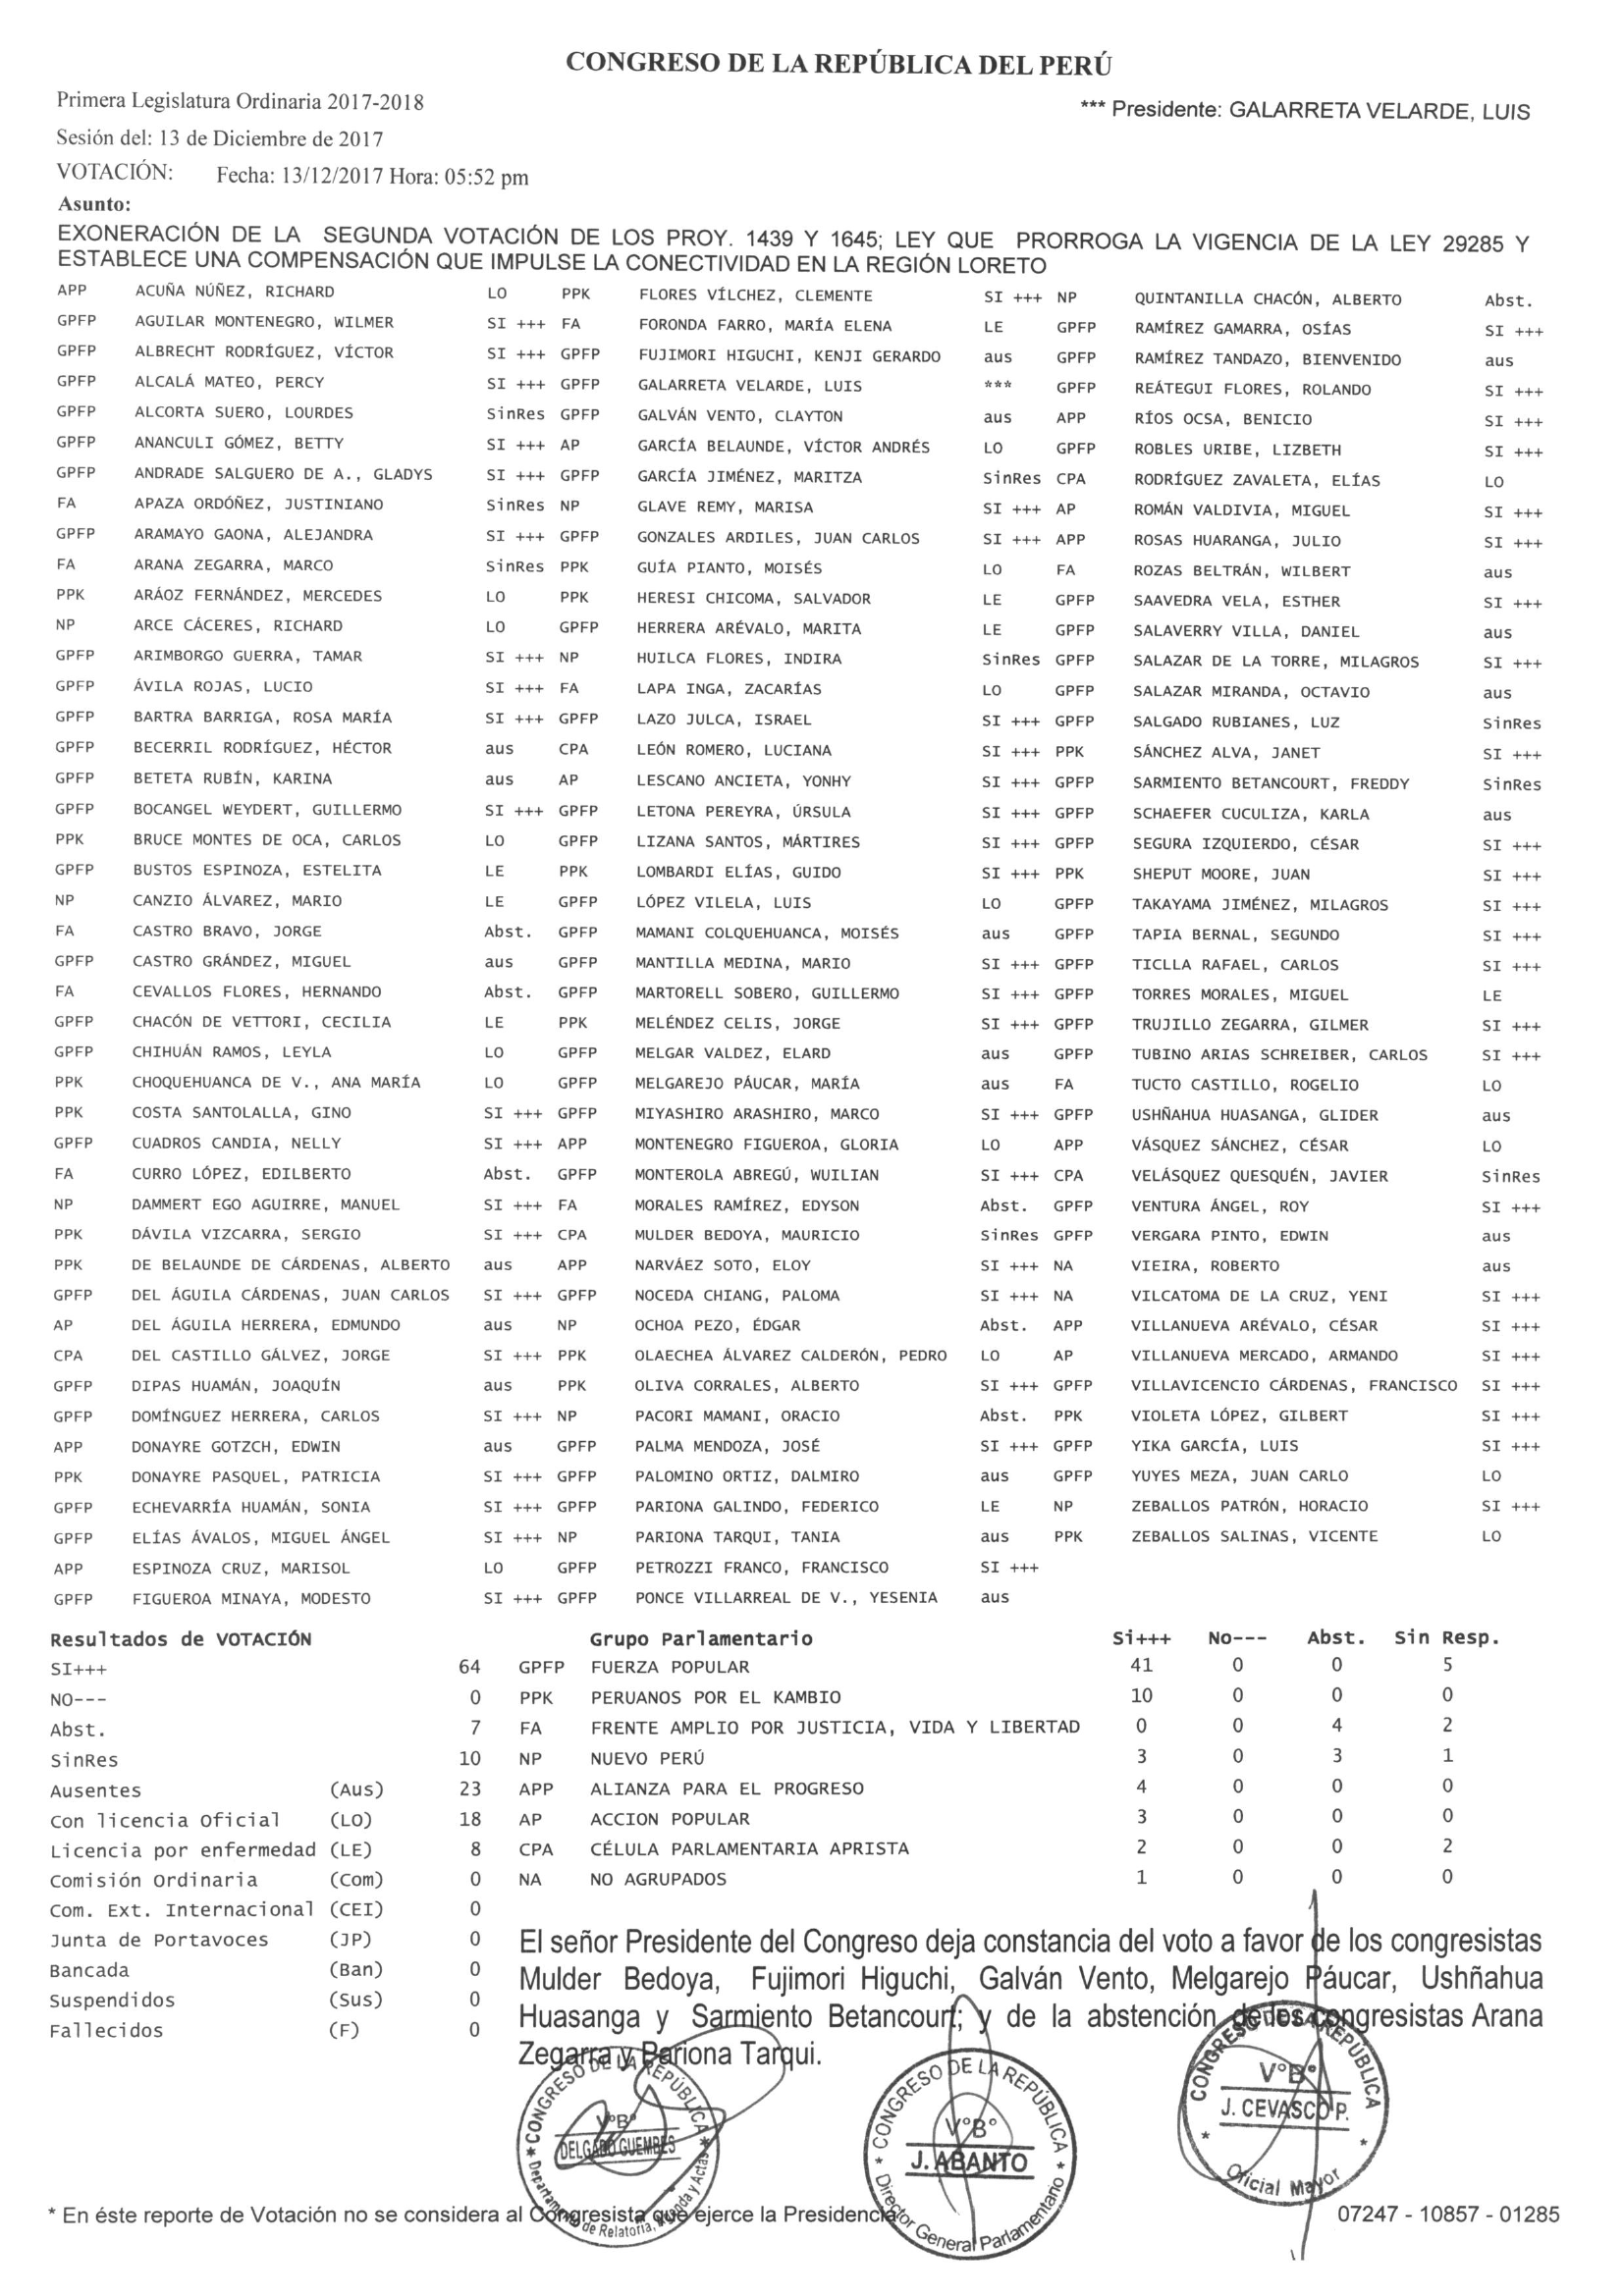 CONGRESO DE LA REPÚBLICA DEL PERÚ
Primera Legislatura Ordinaria 2017-2018
*** Presidente: GALARRETA VELARDE, LUIS
Sesión del: 13 de Diciembre de 2017
VOTACIÓN: Fecha: 13/12/2017 Hora: 05:52 pm
Asunto:
EXONERACIÓN DE LA SEGUNDA VOTACIÓN DE LOS PROY. 1439 Y 1645; LEY QUE PRORROGA LA VIGENCIA DE LA LEY 29285 Y
ESTABLECE UNA COMPENSACIÓN QUE IMPULSE LA CONECTIVIDAD EN LA REGIÓN LORETO
APP ACUÑA NÚÑEZ, RICHARD LO PPK FLORES VÍLCHEZ, CLEMENTE SI +++ NP QUINTANILLA CHACÓN, ALBERTO Abst.
GPFP AGUILAR MONTENEGRO, WILMER SI +++ FA FORONDA FARRO, MARÍA ELENA LE GPFP RAMÍREZ GAMARRA, OSÍAS SI +++
GPFP ALBRECHT RODRÍGUEZ, VÍCTOR SI +++ GPFP FUJIMORI HIGUCHI, KENJI GERARDO aus GPFP RAMÍREZ TANDAZO, BIENVENIDO aus
GPFP ALCALÁ MATEO, PERCY SI +++ GPFP GALARRETA VELARDE, LUIS *** GPFP REÁTEGUI FLORES, ROLANDO SI +++
GPFP ALCORTA SUERO, LOURDES SinRes GPFP GALVÁN VENTO, CLAYTON aus APP RÍOS OCSA, BENICIO SI +++
GPFP ANANCULI GÓMEZ, BETTY SI +++ AP GARCÍA BELAUNDE, VÍCTOR ANDRÉS LO GPFP ROBLES URIBE, LIZBETH SI +++
GPFP ANDRADE SALGUERO DE A., GLADYS SI +++ GPFP GARCÍA JIMÉNEZ, MARITZA SinRes CPA RODRÍGUEZ ZAVALETA, ELÍAS LO
FA APAZA ORDÓÑEZ, JUSTINIANO SinRes NP GLAVE REMY, MARISA SI +++ AP ROMÁN VALDIVIA, MIGUEL SI +++
GPFP ARAMAYO GAONA, ALEJANDRA SI +++ GPFP GONZALES ARDILES, JUAN CARLOS SI +++ APP ROSAS HUARANGA, JULIO SI +++
FA ARANA ZEGARRA, MARCO SinRes PPK GUÍA PIANTO, MOISÉS LO FA ROZAS BELTRÁN, WILBERT aus
PPK ARÁOZ FERNÁNDEZ, MERCEDES LO PPK HERESI CHICOMA, SALVADOR LE GPFP SAAVEDRA VELA, ESTHER SI +++
NP ARCE CÁCERES, RICHARD LO GPFP HERRERA ARÉVALO, MARITA LE GPFP SALAVERRY VILLA, DANIEL aus
GPFP ARIMBORGO GUERRA, TAMAR SI +++ NP HUILCA FLORES, INDIRA SinRes GPFP SALAZAR DE LA TORRE, MILAGROS SI +++
GPFP ÁVILA ROJAS, LUCIO SI +++ FA LAPA INGA, ZACARÍAS LO GPFP SALAZAR MIRANDA, OCTAVIO aus
GPFP BARTRA BARRIGA, ROSA MARÍA SI +++ GPFP LAZO JULCA, ISRAEL SI +++ GPFP SALGADO RUBIANES, LUZ SinRes
GPFP BECERRIL RODRÍGUEZ, HÉCTOR aus CPA LEÓN ROMERO, LUCIANA SI +++ PPK SÁNCHEZ ALVA, JANET SI +++
GPFP BETETA RUBÍN, KARINA aus AP LESCANO ANCIETA, YONHY SI +++ GPFP SARMIENTO BETANCOURT, FREDDY SinRes
GPFP BOCANGEL WEYDERT, GUILLERMO SI +++ GPFP LETONA PEREYRA, ÚRSULA SI +++ GPFP SCHAEFER CUCULIZA, KARLA aus
PPK BRUCE MONTES DE OCA, CARLOS LO GPFP LIZANA SANTOS, MÁRTIRES SI +++ GPFP SEGURA IZQUIERDO, CÉSAR SI +++
GPFP BUSTOS ESPINOZA, ESTELITA LE PPK LOMBARDI ELÍAS, GUIDO SI +++ PPK SHEPUT MOORE, JUAN SI +++
NP CANZIO ÁLVAREZ, MARIO LE GPFP LÓPEZ VILELA, LUIS LO GPFP TAKAYAMA JIMÉNEZ, MILAGROS SI +++
FA CASTRO BRAVO, JORGE Abst. GPFP MAMANI COLQUEHUANCA, MOISÉS aus GPFP TAPIA BERNAL, SEGUNDO SI +++
GPFP CASTRO GRÁNDEZ, MIGUEL aus GPFP MANTILLA MEDINA, MARIO SI +++ GPFP TICLLA RAFAEL, CARLOS SI +++
FA CEVALLOS FLORES, HERNANDO Abst. GPFP MARTORELL SOBERO, GUILLERMO SI +++ GPFP TORRES MORALES, MIGUEL LE
GPFP CHACÓN DE VETTORI, CECILIA LE PPK MELÉNDEZ CELIS, JORGE SI +++ GPFP TRUJILLO ZEGARRA, GILMER SI +++
GPFP CHIHUÁN RAMOS, LEYLA LO GPFP MELGAR VALDEZ, ELARD aus GPFP TUBINO ARIAS SCHREIBER, CARLOS SI +++
PPK CHOQUEHUANCA DE V., ANA MARÍA LO GPFP MELGAREJO PÁUCAR, MARÍA aus FA TUCTO CASTILLO, ROGELIO LO
PPK COSTA SANTOLALLA, GINO SI +++ GPFP MIYASHIRO ARASHIRO, MARCO SI +++ GPFP USHÑAHUA HUASANGA, GLIDER aus
GPFP CUADROS CANDIA, NELLY SI +++ APP MONTENEGRO FIGUEROA, GLORIA LO APP VÁSQUEZ SÁNCHEZ, CÉSAR LO
FA CURRO LÓPEZ, EDILBERTO Abst. GPFP MONTEROLA ABREGÚ, WUILIAN SI +++ CPA VELÁSQUEZ QUESQUÉN, JAVIER SinRes
NP DAMMERT EGO AGUIRRE, MANUEL SI +++ FA MORALES RAMÍREZ, EDYSON Abst. GPFP VENTURA ÁNGEL, ROY SI +++
PPK DÁVILA VIZCARRA, SERGIO SI +++ CPA MULDER BEDOYA, MAURICIO SinRes GPFP VERGARA PINTO, EDWIN aus
PPK DE BELAUNDE DE CÁRDENAS, ALBERTO aus APP NARVÁEZ SOTO, ELOY SI +++ NA VIEIRA, ROBERTO aus
GPFP DEL ÁGUILA CÁRDENAS, JUAN CARLOS SI +++ GPFP NOCEDA CHIANG, PALOMA SI +++ NA VILCATOMA DE LA CRUZ, YENI SI +++
AP DEL ÁGUILA HERRERA, EDMUNDO aus NP OCHOA PEZO, ÉDGAR Abst. APP VILLANUEVA ARÉVALO, CÉSAR SI +++
CPA DEL CASTILLO GÁLVEZ, JORGE SI +++ PPK OLAECHEA ÁLVAREZ CALDERÓN, PEDRO LO AP VILLANUEVA MERCADO, ARMANDO SI +++
GPFP DIPAS HUAMÁN, JOAQUÍN aus PPK OLIVA CORRALES, ALBERTO SI +++ GPFP VILLAVICENCIO CÁRDENAS, FRANCISCO SI +++
GPFP DOMÍNGUEZ HERRERA, CARLOS SI +++ NP PACORI MAMANI, ORACIO Abst. PPK VIOLETA LÓPEZ, GILBERT SI +++
APP DONAYRE GOTZCH, EDWIN aus GPFP PALMA MENDOZA, JOSÉ SI +++ GPFP YIKA GARCÍA, LUIS SI +++
PPK DONAYRE PASQUEL, PATRICIA SI +++ GPFP PALOMINO ORTIZ, DALMIRO aus GPFP YUYES MEZA, JUAN CARLO LO
GPFP ECHEVARRÍA HUAMÁN, SONIA SI +++ GPFP PARIONA GALINDO, FEDERICO LE NP ZEBALLOS PATRÓN, HORACIO SI +++
GPFP ELÍAS ÁVALOS, MIGUEL ÁNGEL SI +++ NP PARIONA TARQUI, TANIA aus PPK ZEBALLOS SALINAS, VICENTE LO
APP ESPINOZA CRUZ, MARISOL LO GPFP PETROZZI FRANCO, FRANCISCO SI +++
GPFP FIGUEROA MINAYA, MODESTO SI +++ GPFP PONCE VILLARREAL DE V., YESENIA aus
Resultados de VOTACIÓN Grupo Parlamentario Si+++ No--- Abst. Sin Resp.
SI+++ 64 GPFP FUERZA POPULAR 41 0 0 5
NO--- 0 PPK PERUANOS POR EL KAMBIO 10 0 0 0
Abst. 7 FA FRENTE AMPLIO POR JUSTICIA, VIDA Y LIBERTAD 0 0 4 2
SinRes 10 NP NUEVO PERÚ 3 0 3 1
Ausentes (Aus) 23 APP ALIANZA PARA EL PROGRESO 4 0 0 0
Con licencia Oficial (LO) 18 AP ACCION POPULAR 3 0 0 0
Licencia por enfermedad (LE) 8 CPA CÉLULA PARLAMENTARIA APRISTA 2 0 0 2
Comisión Ordinaria (Com) 0 NA NO AGRUPADOS 1 0 0 0
Com. Ext. Internacional (CEI) 0
Junta de Portavoces (JP) 0
Bancada (Ban) 0
Suspendidos (Sus) 0
Fallecidos (F) 0
El señor Presidente del Congreso deja constancia del voto a favor de los congresistas
Mulder Bedoya, Fujimori Higuchi, Galván Vento, Melgarejo Páucar, Ushñahua
Huasanga y Sarmiento Betancourt; y de la abstención de los congresistas Arana
Zegarra y Pariona Tarqui.
CONGRESO DE LA REPÚBLICA
V°B°
DELGADO GUEMBES
Departamento de Relatoría, Agenda y Actas
CONGRESO DE LA REPÚBLICA
V°B°
J. ABANTO
Director General Parlamentario
CONGRESO DE LA REPÚBLICA
V°B°
J. CEVASCO P.
Oficial Mayor
* En éste reporte de Votación no se considera al Congresista que ejerce la Presidencia
07247 - 10857 - 01285